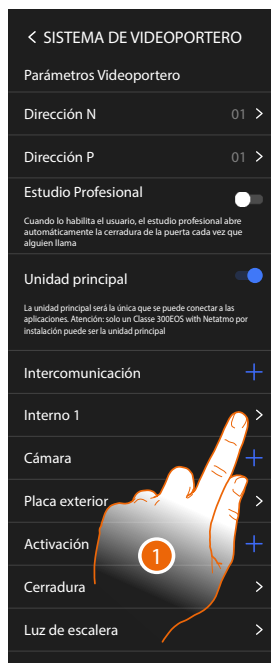 < SISTEMA DE VIDEOPORTERO
Parámetros Videoportero
Dirección N 01 >
Dirección P 01 >
Estudio Profesional
Cuando lo habilita el usuario, el estudio profesional abre
automáticamente la cerradura de la puerta cada vez que
alguien llama
Unidad principal
La unidad principal será la única que se puede conectar a las
aplicaciones. Atención: solo un Classe 300EOS with Netatmo por
instalación puede ser la unidad principal
Intercomunicación +
Interno 1 >
Cámara +
Placa exterior >
Activación +
1
Cerradura >
Luz de escalera >